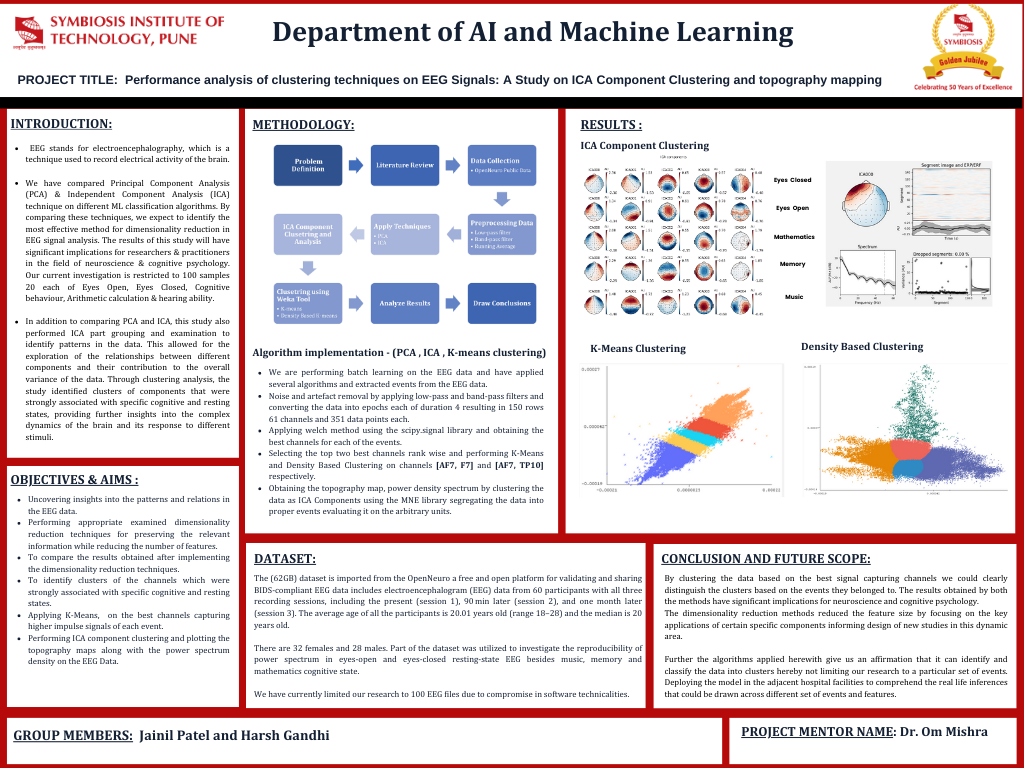 SYMBIOSIS INSTITUTE OF
TECHNOLOGY, PUNE
Department of AI and Machine Learning
SYMBIOSIS
Golden Jubilee
Celebrating 50 Years of Excellence
PROJECT TITLE: Performance analysis of clustering techniques on EEG Signals: A Study on ICA Component Clustering and topography mapping
INTRODUCTION:
• EEG stands for electroencephalography, which is a
technique used to record electrical activity of the brain.
• We have compared Principal Component Analysis
(PCA) & Independent Component Analysis (ICA)
technique on different ML classification algorithms. By
comparing these techniques, we expect to identify the
most effective method for dimensionality reduction in
EEG signal analysis. The results of this study will have
significant implications for researchers & practitioners
in the field of neuroscience & cognitive psychology.
Our current investigation is restricted to 100 samples
20 each of Eyes Open, Eyes Closed, Cognitive
behaviour, Arithmetic calculation & hearing ability.
• In addition to comparing PCA and ICA, this study also
performed ICA part grouping and examination to
identify patterns in the data. This allowed for the
exploration of the relationships between different
components and their contribution to the overall
variance of the data. Through clustering analysis, the
study identified clusters of components that were
strongly associated with specific cognitive and resting
states, providing further insights into the complex
dynamics of the brain and its response to different
stimuli.
OBJECTIVES & AIMS :
• Uncovering insights into the patterns and relations in
the EEG data.
• Performing appropriate examined dimensionality
reduction techniques for preserving the relevant
information while reducing the number of features.
• To compare the results obtained after implementing
the dimensionality reduction techniques.
• To identify clusters of the channels which were
strongly associated with specific cognitive and resting
states.
• Applying K-Means, on the best channels capturing
higher impulse signals of each event.
• Performing ICA component clustering and plotting the
topography maps along with the power spectrum
density on the EEG Data.
METHODOLOGY:
Problem
Definition
Literature Review
Data Collection
• OpenNeuro Public Data
ICA Component
Clusetring and
Analysis
Apply Techniques
• PCA
• ICA
Preprocessing Data
• Low-pass filter
• Band-pass filter
• Running Average
Clusetring using
Weka Tool
• K-means
• Density Based K-means
Analyze Results
Draw Conclusions
Algorithm implementation - (PCA , ICA , K-means clustering)
• We are performing batch learning on the EEG data and have applied
several algorithms and extracted events from the EEG data.
• Noise and artefact removal by applying low-pass and band-pass filters and
converting the data into epochs each of duration 4 resulting in 150 rows
61 channels and 351 data points each.
• Applying welch method using the scipy.signal library and obtaining the
best channels for each of the events.
• Selecting the top two best channels rank wise and performing K-Means
and Density Based Clustering on channels [AF7, F7] and [AF7, TP10]
respectively.
• Obtaining the topography map, power density spectrum by clustering the
data as ICA Components using the MNE library segregating the data into
proper events evaluating it on the arbitrary units.
RESULTS :
ICA Component Clustering
ICA components
Eyes Closed
Eyes Open
Mathematics
Memory
Music
ICA000
Segment image and ERP/ERF
Segment
Time (s)
Spectrum
Frequency (Hz)
Dropped segments: 0.00 %
Segment
K-Means Clustering
Density Based Clustering
DATASET:
The (62GB) dataset is imported from the OpenNeuro a free and open platform for validating and sharing
BIDS-compliant EEG data includes electroencephalogram (EEG) data from 60 participants with all three
recording sessions, including the present (session 1), 90 min later (session 2), and one month later
(session 3). The average age of all the participants is 20.01 years old (range 18–28) and the median is 20
years old.
There are 32 females and 28 males. Part of the dataset was utilized to investigate the reproducibility of
power spectrum in eyes-open and eyes-closed resting-state EEG besides music, memory and
mathematics cognitive state.
We have currently limited our research to 100 EEG files due to compromise in software technicalities.
CONCLUSION AND FUTURE SCOPE:
By clustering the data based on the best signal capturing channels we could clearly
distinguish the clusters based on the events they belonged to. The results obtained by both
the methods have significant implications for neuroscience and cognitive psychology.
The dimensionality reduction methods reduced the feature size by focusing on the key
applications of certain specific components informing design of new studies in this dynamic
area.
Further the algorithms applied herewith give us an affirmation that it can identify and
classify the data into clusters hereby not limiting our research to a particular set of events.
Deploying the model in the adjacent hospital facilities to comprehend the real life inferences
that could be drawn across different set of events and features.
GROUP MEMBERS: Jainil Patel and Harsh Gandhi
PROJECT MENTOR NAME: Dr. Om Mishra